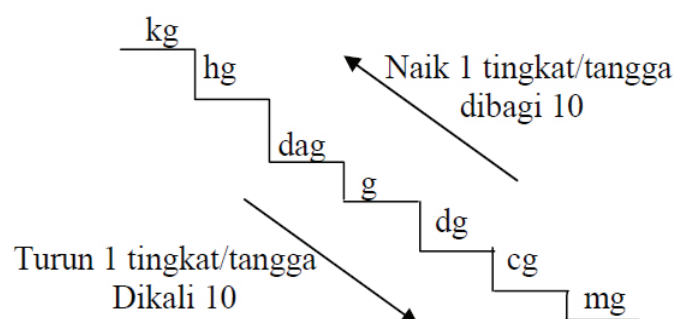 kg
hg
Naik 1 tingkat/tangga
dibagi 10
dag
g
dg
Turun 1 tingkat/tangga
Dikali 10
cg
mg